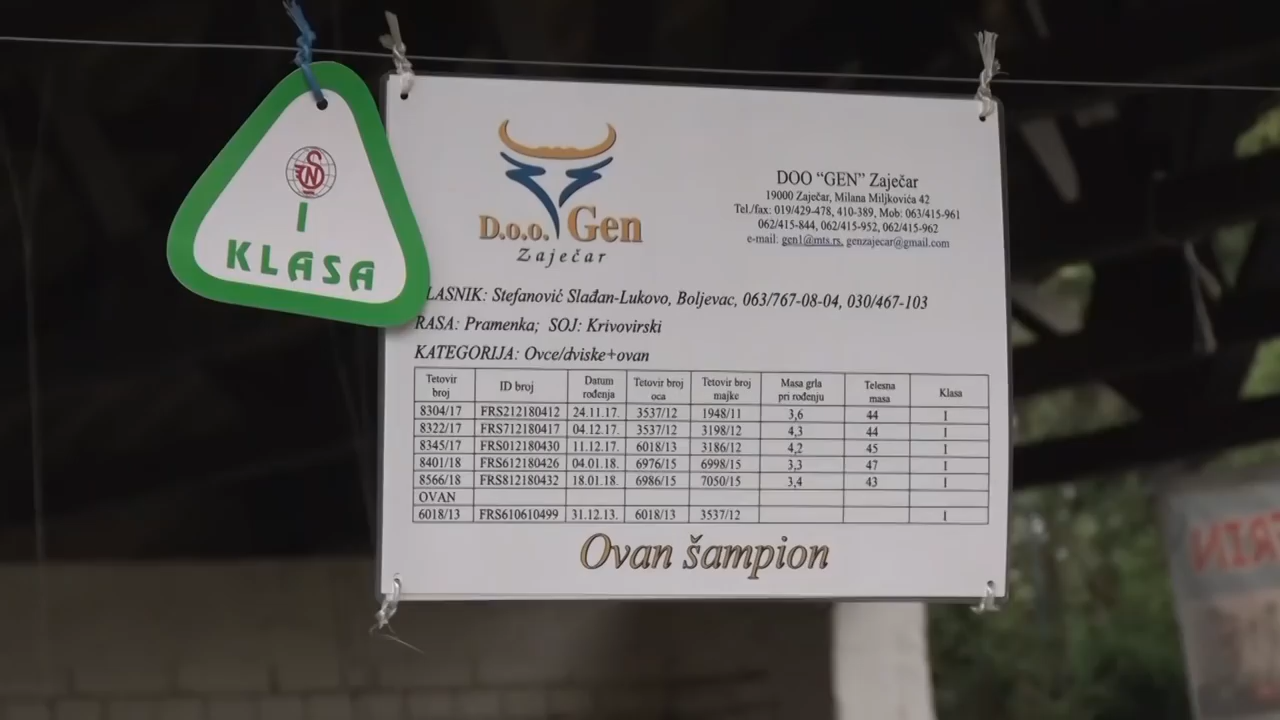 SN
I
KLASA
D.o.o. Gen
Zaječar
DOO “GEN” Zaječar
19000 Zaječar, Milana Miljkovića 42
Tel./fax: 019/429-478, 410-389, Mob: 063/415-961
062/415-844, 062/415-952, 062/415-962
e-mail: gen1@mts.rs, genzajecar@gmail.com
LASNIK: Stefanović Slađan-Lukovo, Boljevac, 063/767-08-04, 030/467-103
RASA: Pramenka; SOJ: Krivovirski
KATEGORIJA: Ovce/dviske+ovan
Tetovir broj ID broj Datum rođenja Tetovir broj oca Tetovir broj majke Masa grla pri rođenju Telesna masa Klasa
8304/17 FRS212180412 24.11.17. 3537/12 1948/11 3,6 44 I
8322/17 FRS712180417 04.12.17. 3537/12 3198/12 4,3 44 I
8345/17 FRS012180430 11.12.17. 6018/13 3186/12 4,2 45 I
8401/18 FRS612180426 04.01.18. 6976/15 6998/15 3,3 47 I
8566/18 FRS812180432 18.01.18. 6986/15 7050/15 3,4 43 I
OVAN
6018/13 FRS610610499 31.12.13. 6018/13 3537/12 I
Ovan šampion